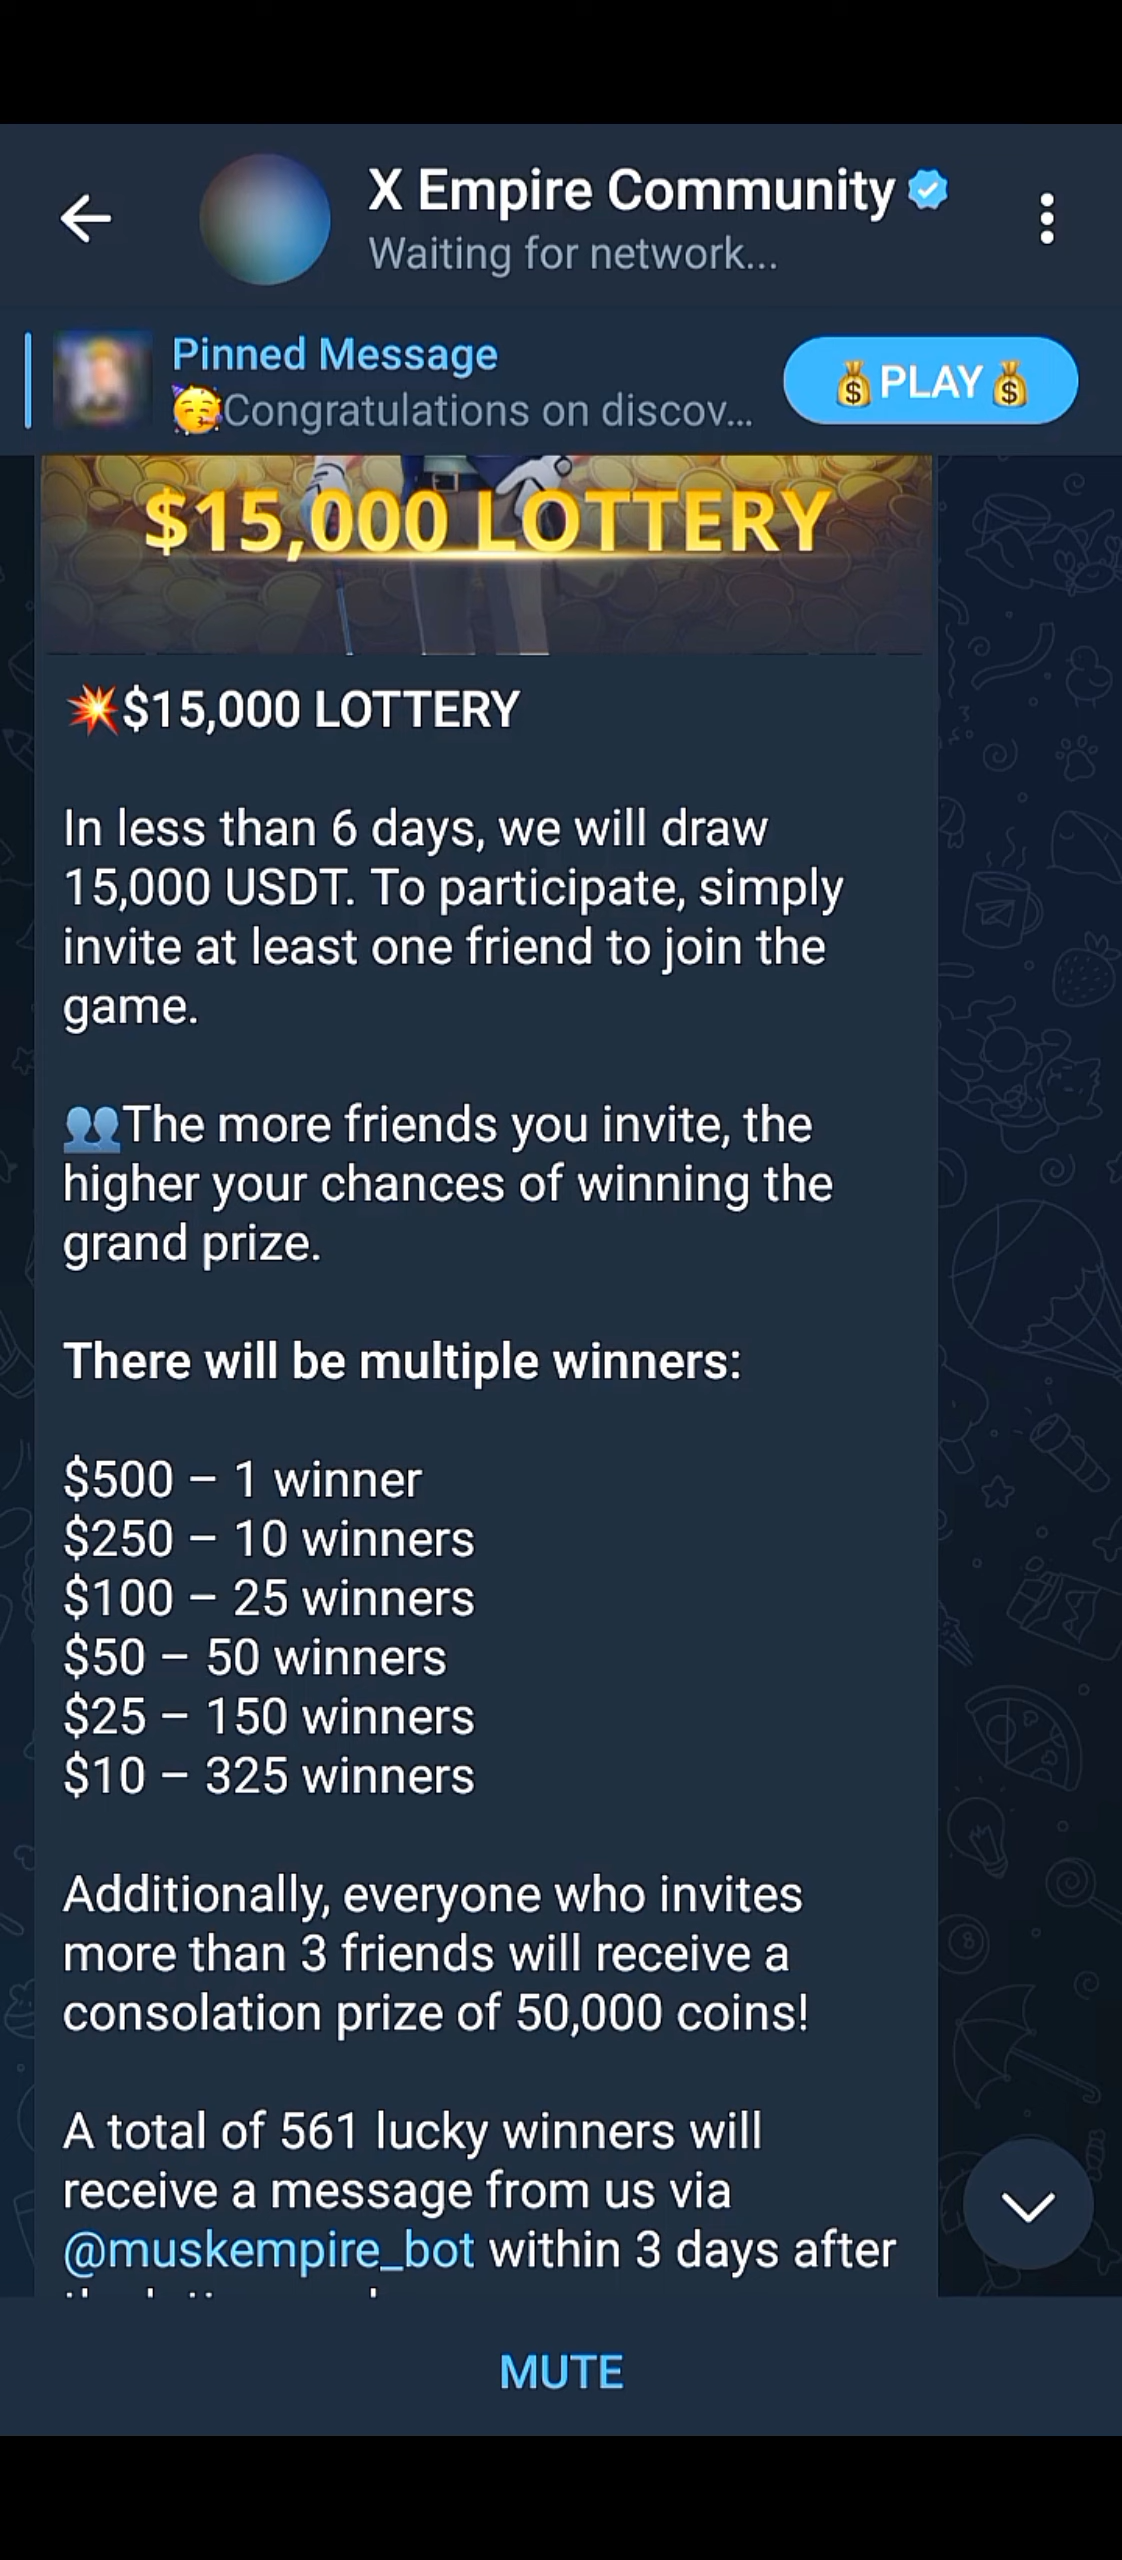 X Empire Community
Waiting for network...
Pinned Message
🥳Congratulations on discov...
💰PLAY💰
$15,000 LOTTERY
💥$15,000 LOTTERY
In less than 6 days, we will draw
15,000 USDT. To participate, simply
invite at least one friend to join the
game.
👥The more friends you invite, the
higher your chances of winning the
grand prize.
There will be multiple winners:
$500 – 1 winner
$250 – 10 winners
$100 – 25 winners
$50 – 50 winners
$25 – 150 winners
$10 – 325 winners
Additionally, everyone who invites
more than 3 friends will receive a
consolation prize of 50,000 coins!
A total of 561 lucky winners will
receive a message from us via
@muskempire_bot within 3 days after
MUTE